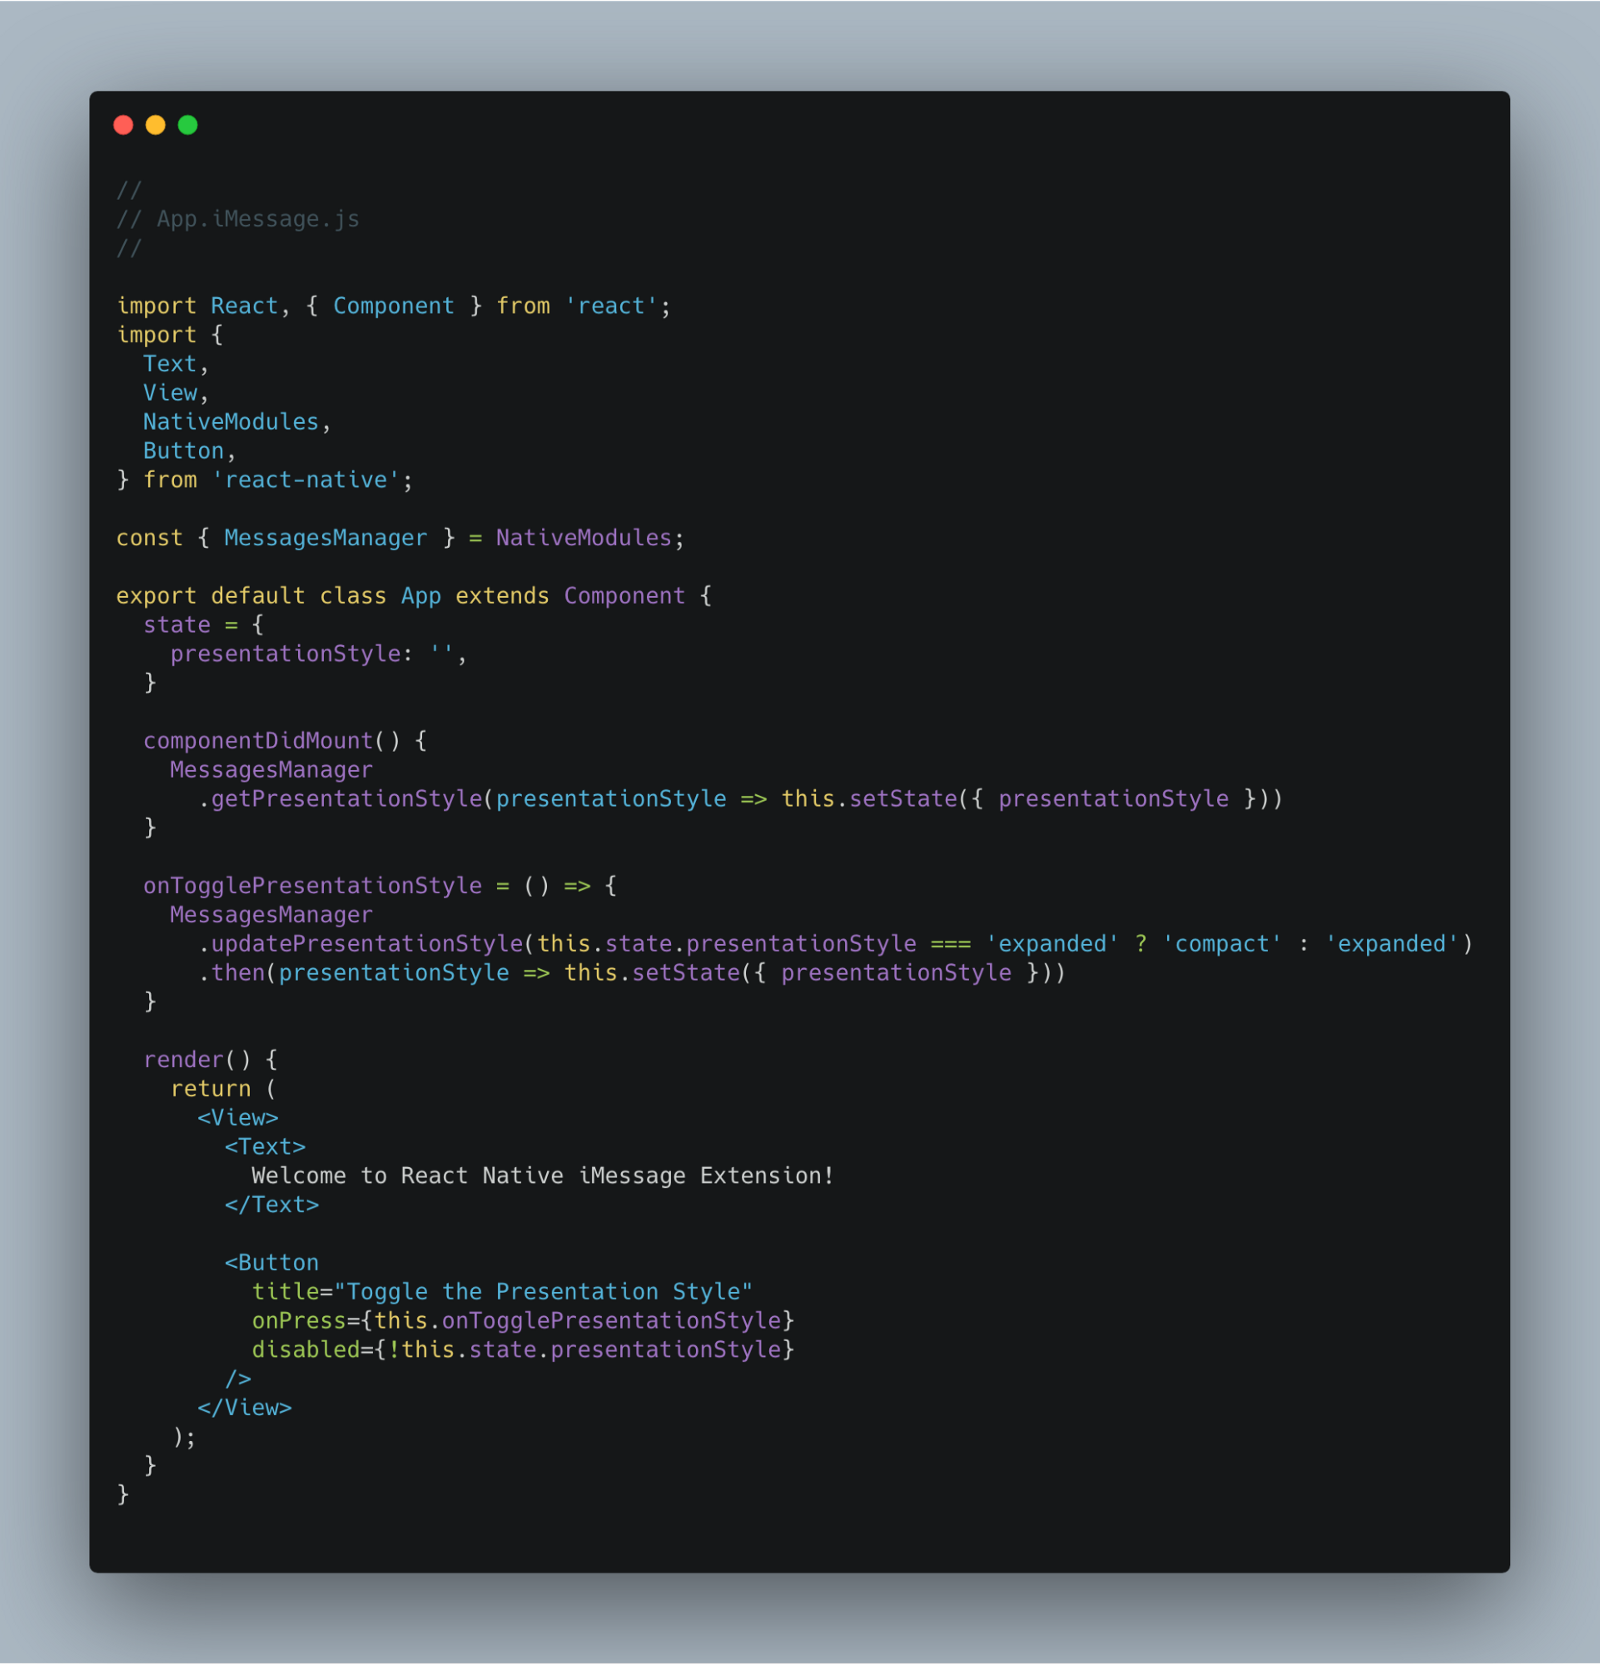 //
// App.iMessage.js
//

import React, { Component } from 'react';
import {
  Text,
  View,
  NativeModules,
  Button,
} from 'react-native';

const { MessagesManager } = NativeModules;

export default class App extends Component {
  state = {
    presentationStyle: '',
  }

  componentDidMount() {
    MessagesManager
      .getPresentationStyle(presentationStyle => this.setState({ presentationStyle }))
  }

  onTogglePresentationStyle = () => {
    MessagesManager
      .updatePresentationStyle(this.state.presentationStyle === 'expanded' ? 'compact' : 'expanded')
      .then(presentationStyle => this.setState({ presentationStyle }))
  }

  render() {
    return (
      <View>
        <Text>
          Welcome to React Native iMessage Extension!
        </Text>

        <Button
          title="Toggle the Presentation Style"
          onPress={this.onTogglePresentationStyle}
          disabled={!this.state.presentationStyle}
        />
      </View>
    );
  }
}